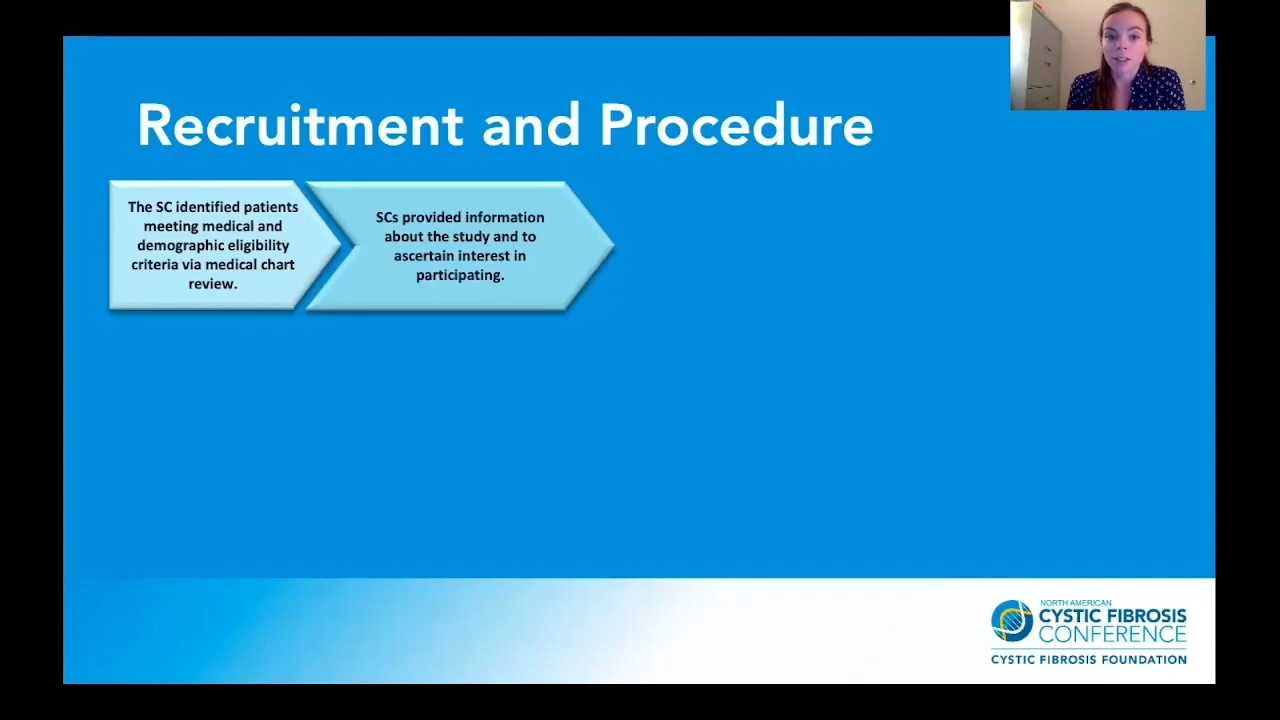 Recruitment and Procedure
The SC identified patients
meeting medical and
demographic eligibility
criteria via medical chart
review.
SCs provided information
about the study and to
ascertain interest in
participating.
NORTH AMERICAN
CYSTIC FIBROSIS
CONFERENCE
CYSTIC FIBROSIS FOUNDATION